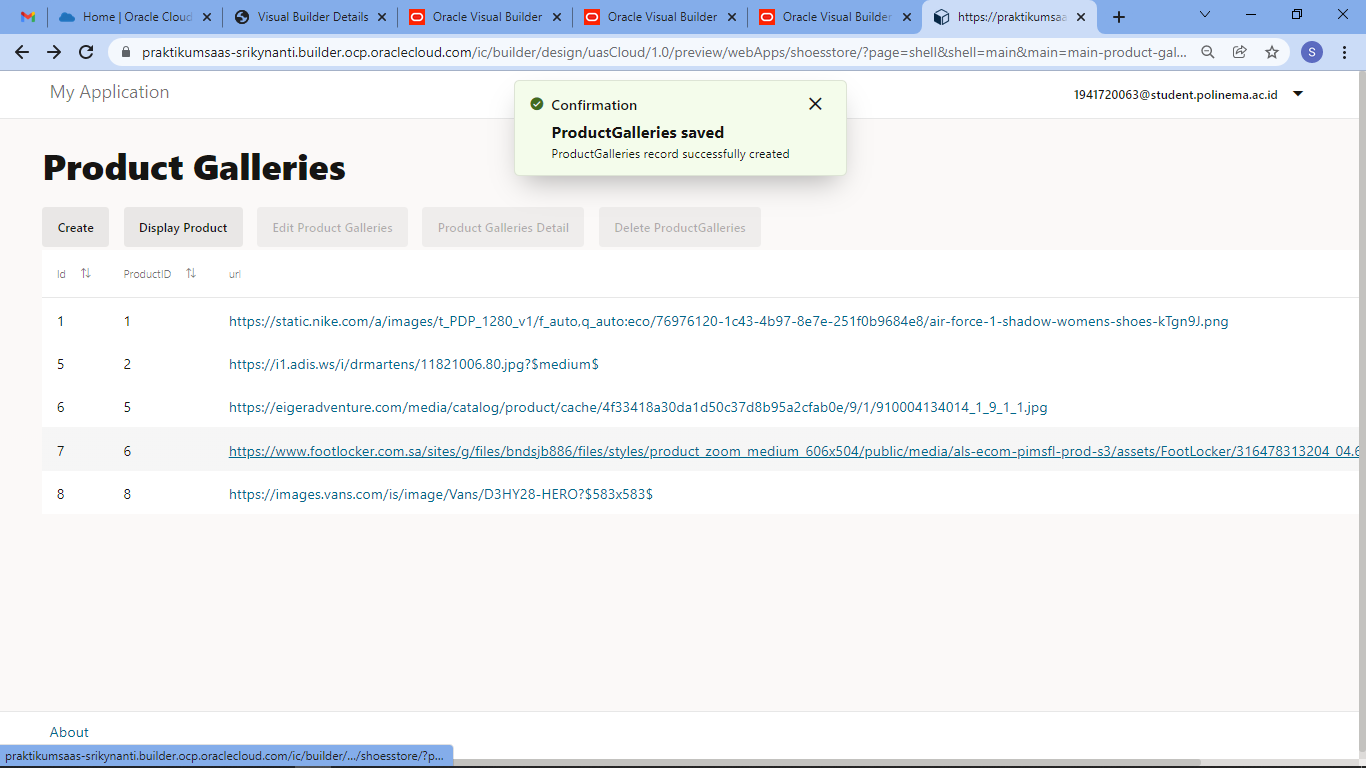 Home | Oracle Cloud
Visual Builder Details
Oracle Visual Builder
Oracle Visual Builder
Oracle Visual Builder
https://praktikumsaa
praktikumsaas-srikynanti.builder.ocp.oraclecloud.com/ic/builder/design/uasCloud/1.0/preview/webApps/shoesstore/?page=shell&shell=main&main=main-product-gal...
S
My Application
1941720063@student.polinema.ac.id
Confirmation
ProductGalleries saved
ProductGalleries record successfully created
Product Galleries
Create
Display Product
Edit Product Galleries
Product Galleries Detail
Delete ProductGalleries
Id ProductID url
1 1 https://static.nike.com/a/images/t_PDP_1280_v1/f_auto,q_auto:eco/76976120-1c43-4b97-8e7e-251f0b9684e8/air-force-1-shadow-womens-shoes-kTgn9J.png
5 2 https://i1.adis.ws/i/drmartens/11821006.80.jpg?$medium$
6 5 https://eigeradventure.com/media/catalog/product/cache/4f33418a30da1d50c37d8b95a2cfab0e/9/1/910004134014_1_9_1_1.jpg
7 6 https://www.footlocker.com.sa/sites/g/files/bndsjb886/files/styles/product_zoom_medium_606x504/public/media/als-ecom-pimsfl-prod-s3/assets/FootLocker/316478313204_04.6
8 8 https://images.vans.com/is/image/Vans/D3HY28-HERO?$583x583$
About
praktikumsaas-srikynanti.builder.ocp.oraclecloud.com/ic/builder/.../shoesstore/?p...